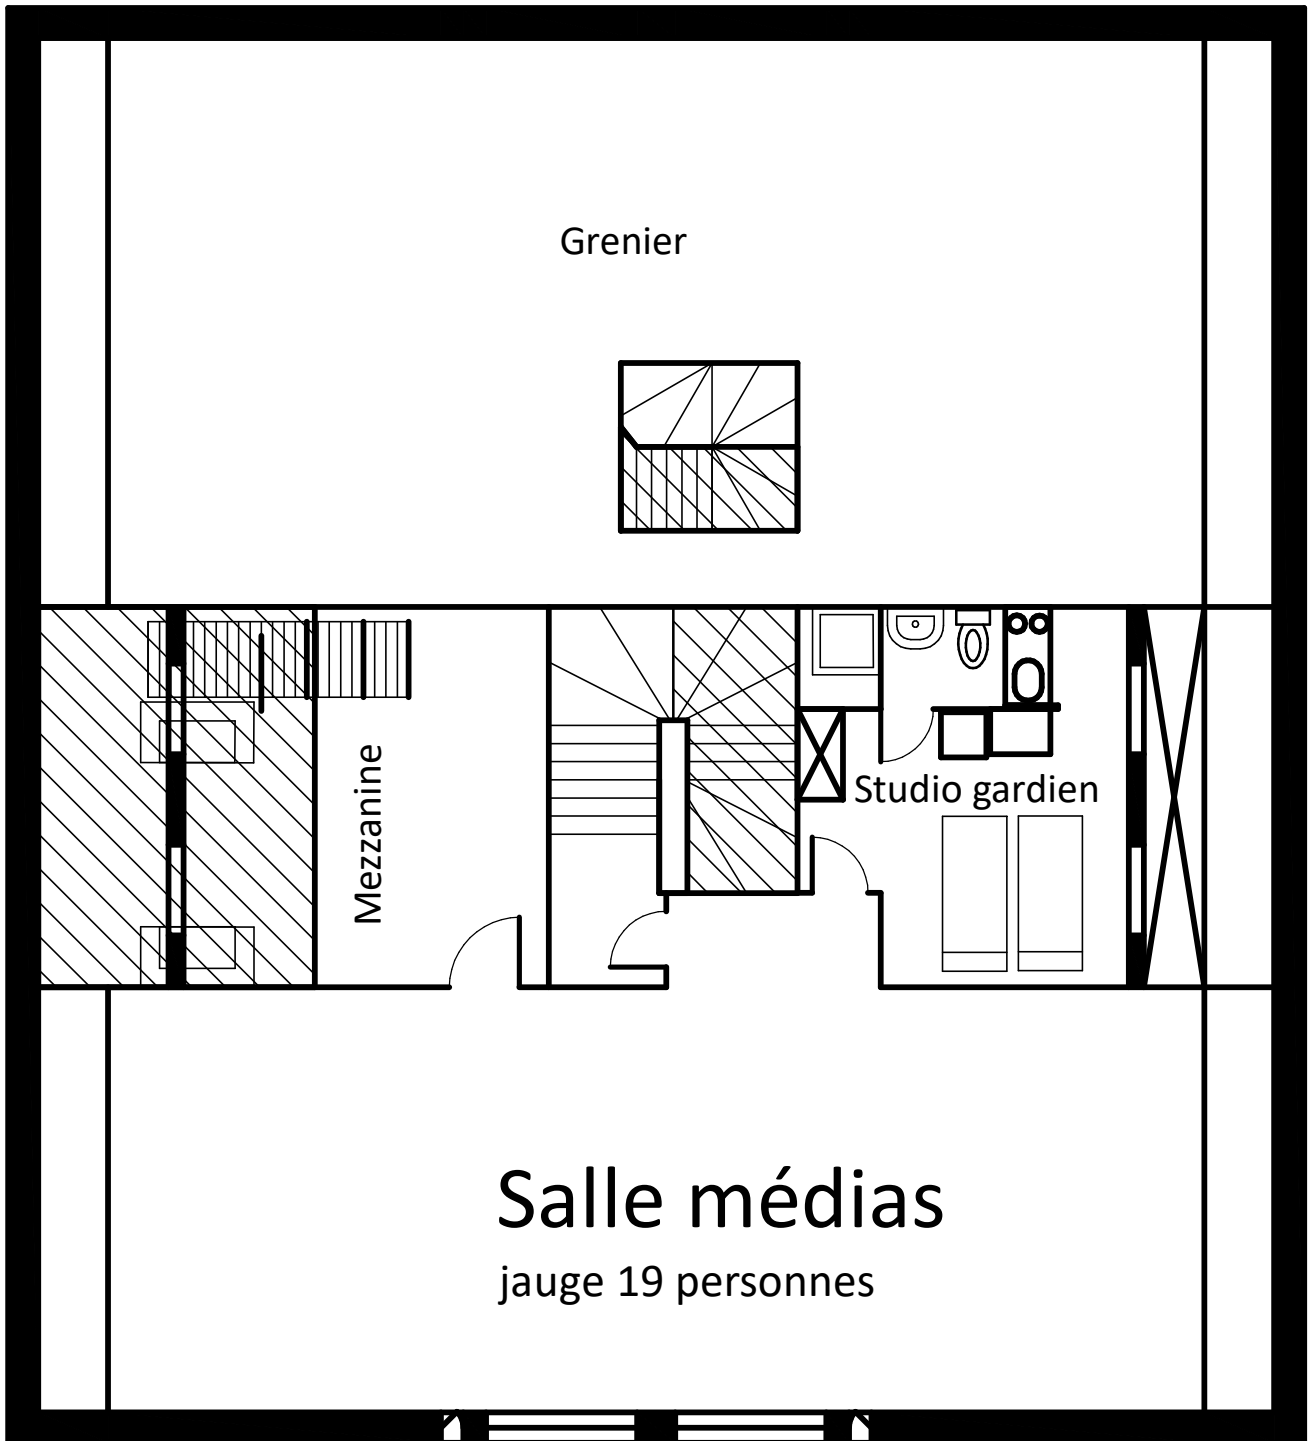 Grenier
Mezzanine
Studio gardien
Salle médias
jauge 19 personnes